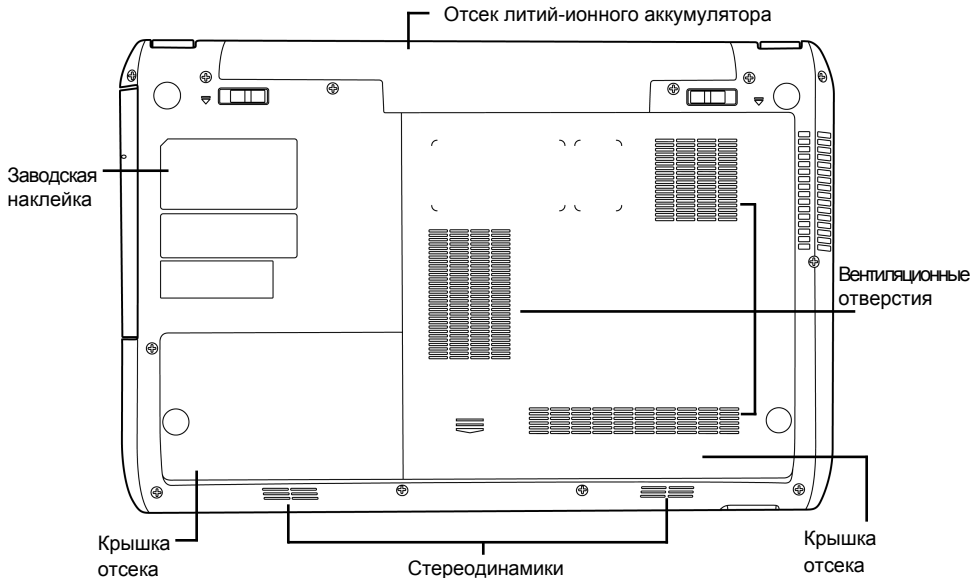 Отсек литий-ионного аккумулятора
Заводская
наклейка
Вентиляционные
отверстия
Крышка
отсека
Стереодинамики
Крышка
отсека